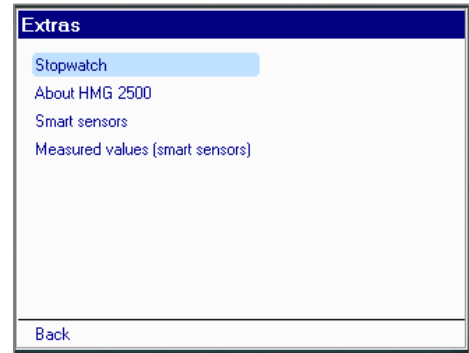 Extras
Stopwatch
About HMG 2500
Smart sensors
Measured values (smart sensors)
Back